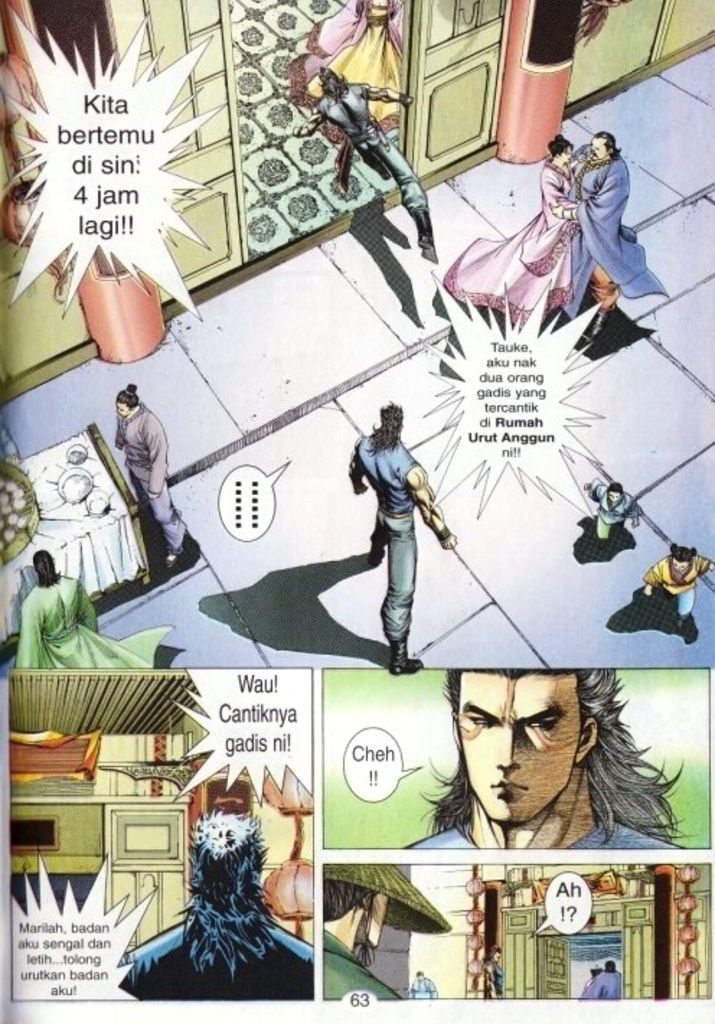 Kita
bertemu
di sini
4 jam
lagi!!
Tauke,
aku nak
dua orang
gadis yang
tercantik
di Rumah
Urut Anggun
ni!!
Wau!
Cantiknya
gadis ni!
Cheh
!!
Marilah, badan
aku sengal dan
letih...tolong
urutkan badan
aku!
Ah
!?
63